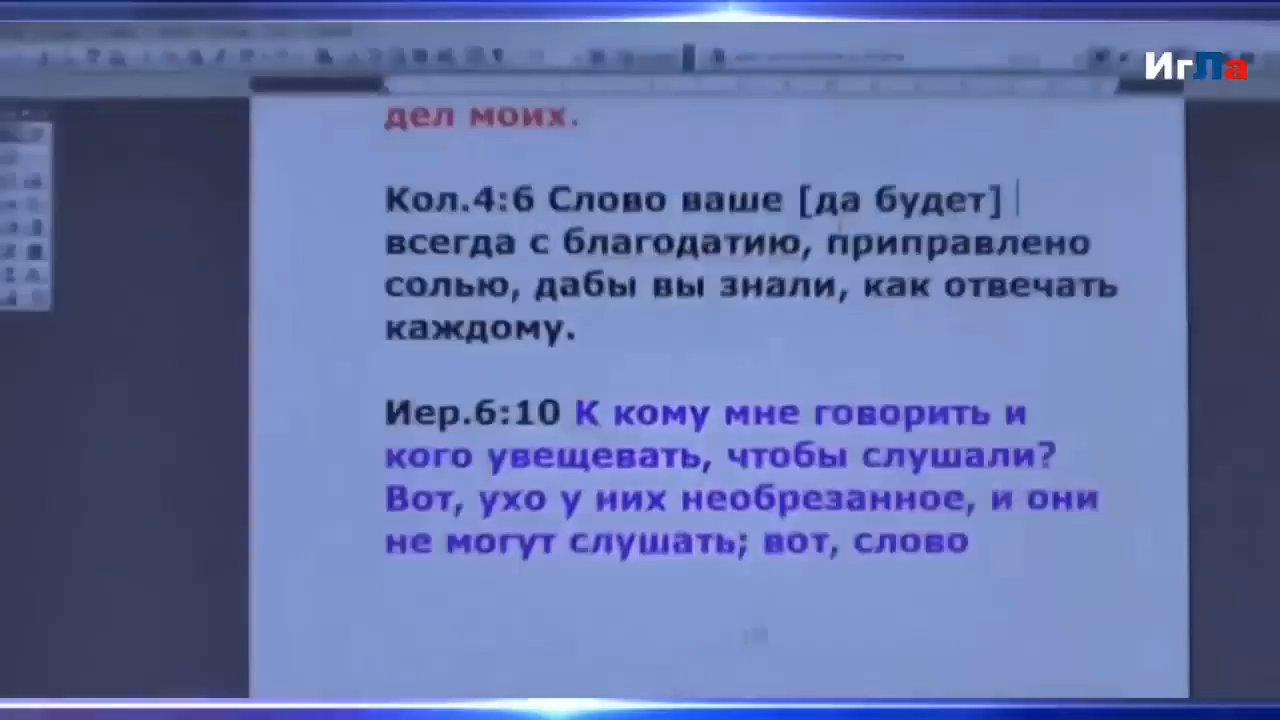 ИгЛа
дел моих.
Кол.4:6 Слово ваше [да будет]
всегда с благодатию, приправлено
солью, дабы вы знали, как отвечать
каждому.
Иер.6:10 К кому мне говорить и
кого увещевать, чтобы слушали?
Вот, ухо у них необрезанное, и они
не могут слушать; вот, слово